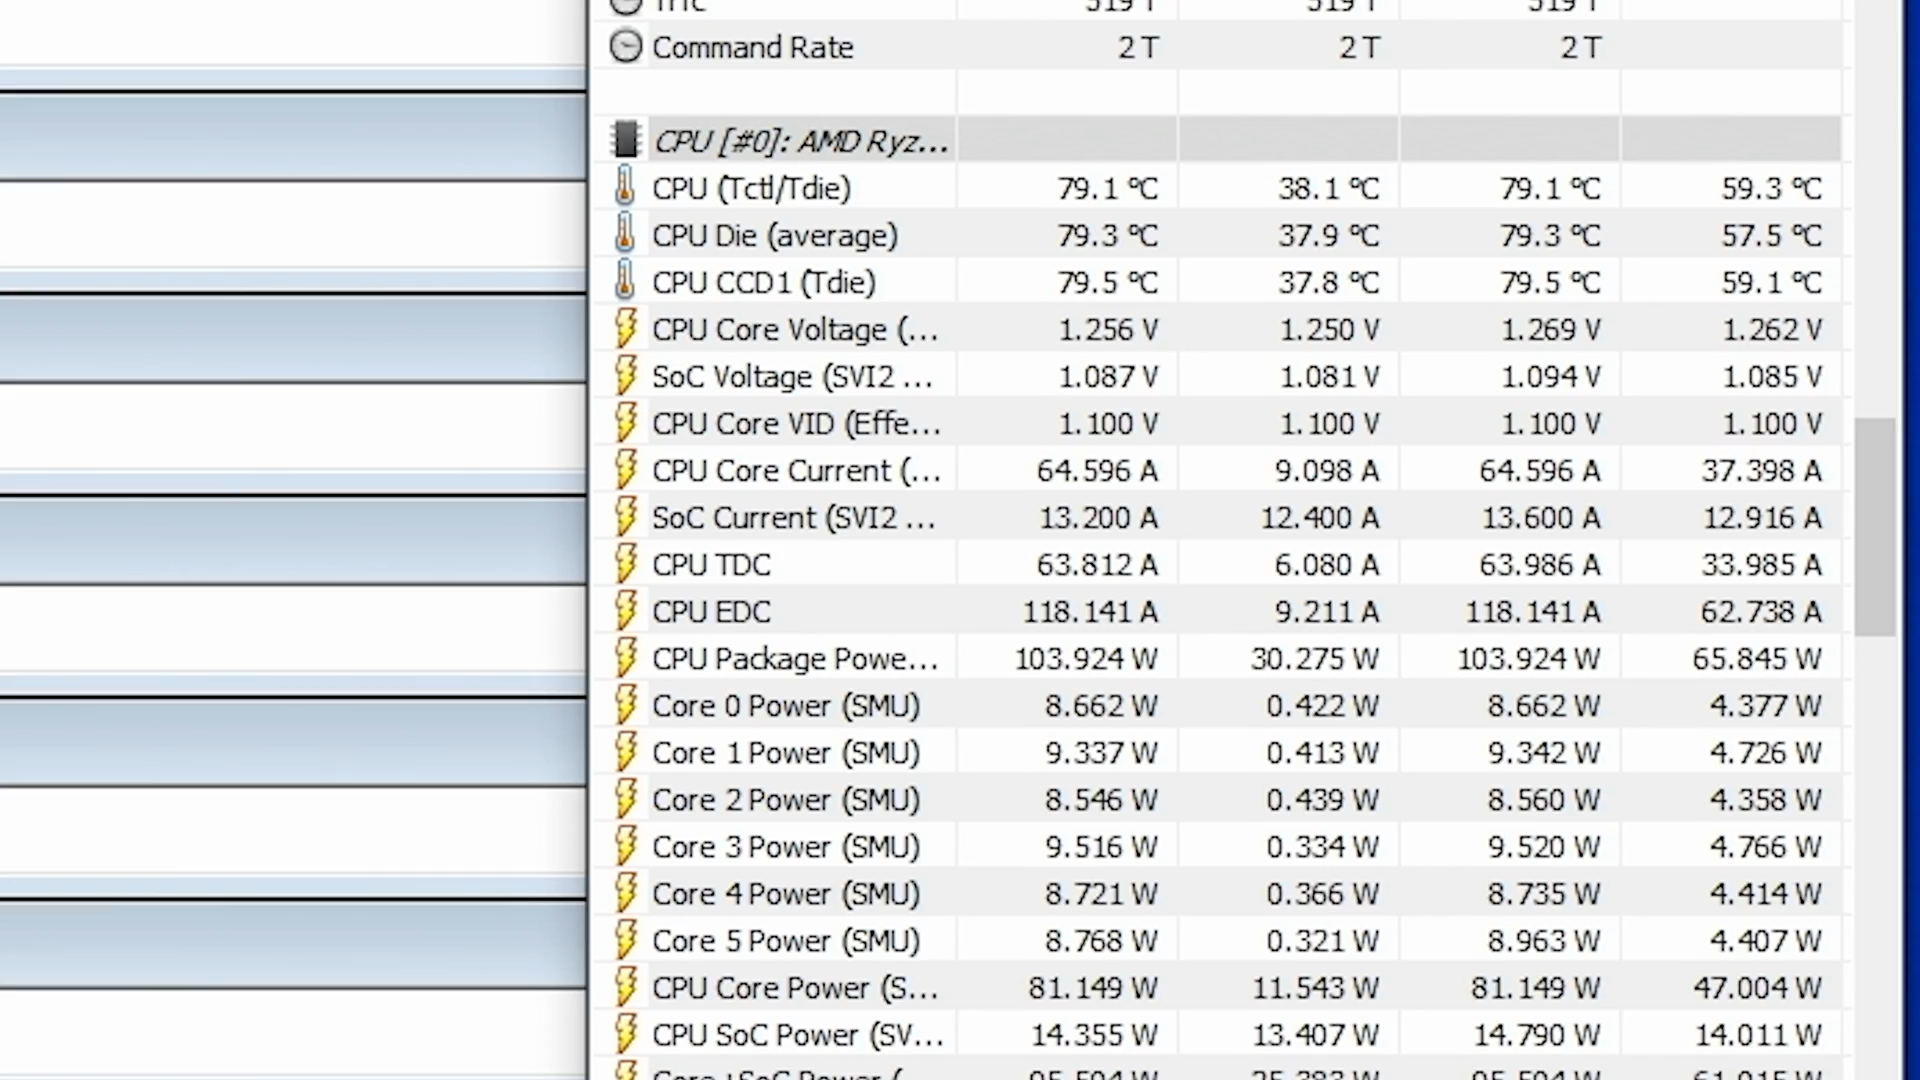 Command Rate 2 T 2 T 2 T
CPU [#0]: AMD Ryz...
CPU (Tctl/Tdie) 79.1 °C 38.1 °C 79.1 °C 59.3 °C
CPU Die (average) 79.3 °C 37.9 °C 79.3 °C 57.5 °C
CPU CCD1 (Tdie) 79.5 °C 37.8 °C 79.5 °C 59.1 °C
CPU Core Voltage (... 1.256 V 1.250 V 1.269 V 1.262 V
SoC Voltage (SVI2 ... 1.087 V 1.081 V 1.094 V 1.085 V
CPU Core VID (Effe... 1.100 V 1.100 V 1.100 V 1.100 V
CPU Core Current (... 64.596 A 9.098 A 64.596 A 37.398 A
SoC Current (SVI2 ... 13.200 A 12.400 A 13.600 A 12.916 A
CPU TDC 63.812 A 6.080 A 63.986 A 33.985 A
CPU EDC 118.141 A 9.211 A 118.141 A 62.738 A
CPU Package Powe... 103.924 W 30.275 W 103.924 W 65.845 W
Core 0 Power (SMU) 8.662 W 0.422 W 8.662 W 4.377 W
Core 1 Power (SMU) 9.337 W 0.413 W 9.342 W 4.726 W
Core 2 Power (SMU) 8.546 W 0.439 W 8.560 W 4.358 W
Core 3 Power (SMU) 9.516 W 0.334 W 9.520 W 4.766 W
Core 4 Power (SMU) 8.721 W 0.366 W 8.735 W 4.414 W
Core 5 Power (SMU) 8.768 W 0.321 W 8.963 W 4.407 W
CPU Core Power (S... 81.149 W 11.543 W 81.149 W 47.004 W
CPU SoC Power (SV... 14.355 W 13.407 W 14.790 W 14.011 W